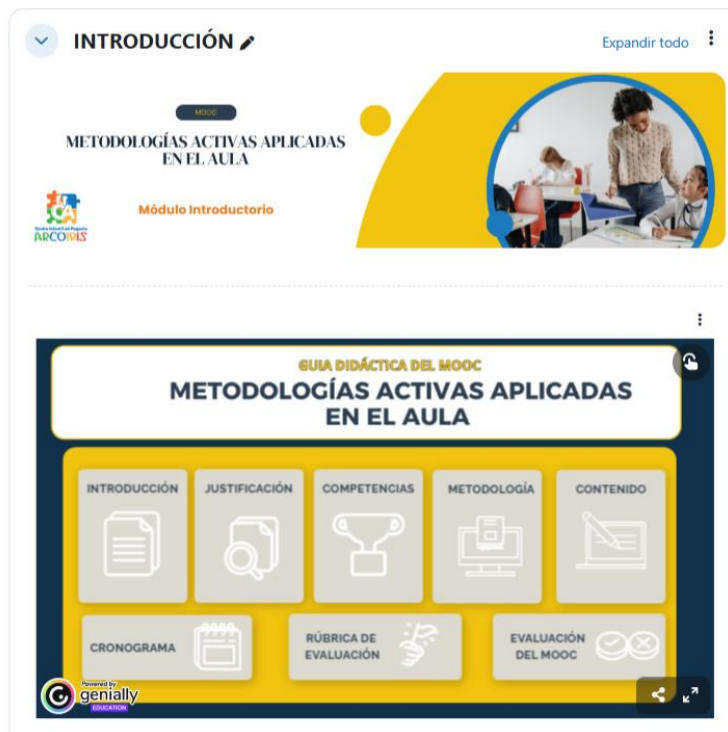 INTRODUCCIÓN
Expandir todo
MOOC
METODOLOGÍAS ACTIVAS APLICADAS
EN EL AULA
Módulo Introductorio
ARCOIRIS
GUIA DIDÁCTICA DEL MOOC
METODOLOGÍAS ACTIVAS APLICADAS
EN EL AULA
INTRODUCCIÓN
JUSTIFICACIÓN
COMPETENCIAS
METODOLOGÍA
CONTENIDO
CRONOGRAMA
RÚBRICA DE
EVALUACIÓN
EVALUACIÓN
DEL MOOC
Powered by
genially
EDUCATION